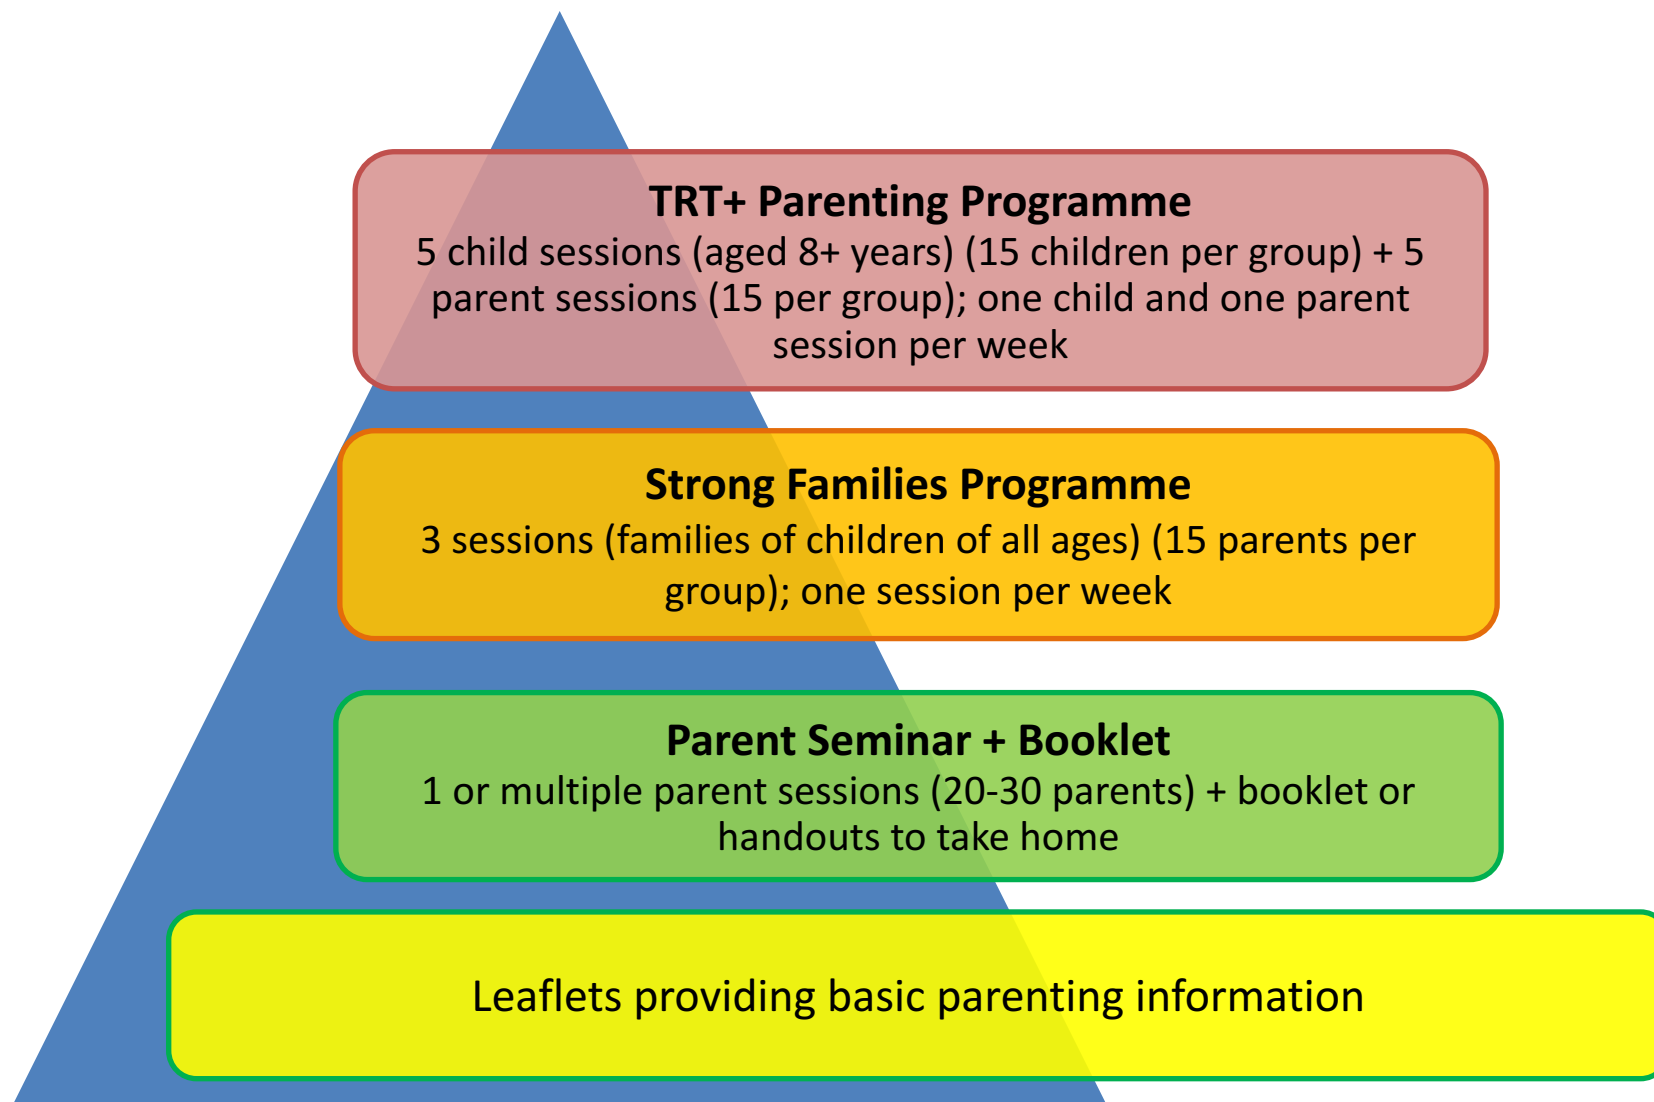 TRT+ Parenting Programme
5 child sessions (aged 8+ years) (15 children per group) + 5
parent sessions (15 per group); one child and one parent
session per week
Strong Families Programme
3 sessions (families of children of all ages) (15 parents per
group); one session per week
Parent Seminar + Booklet
1 or multiple parent sessions (20-30 parents) + booklet or
handouts to take home
Leaflets providing basic parenting information